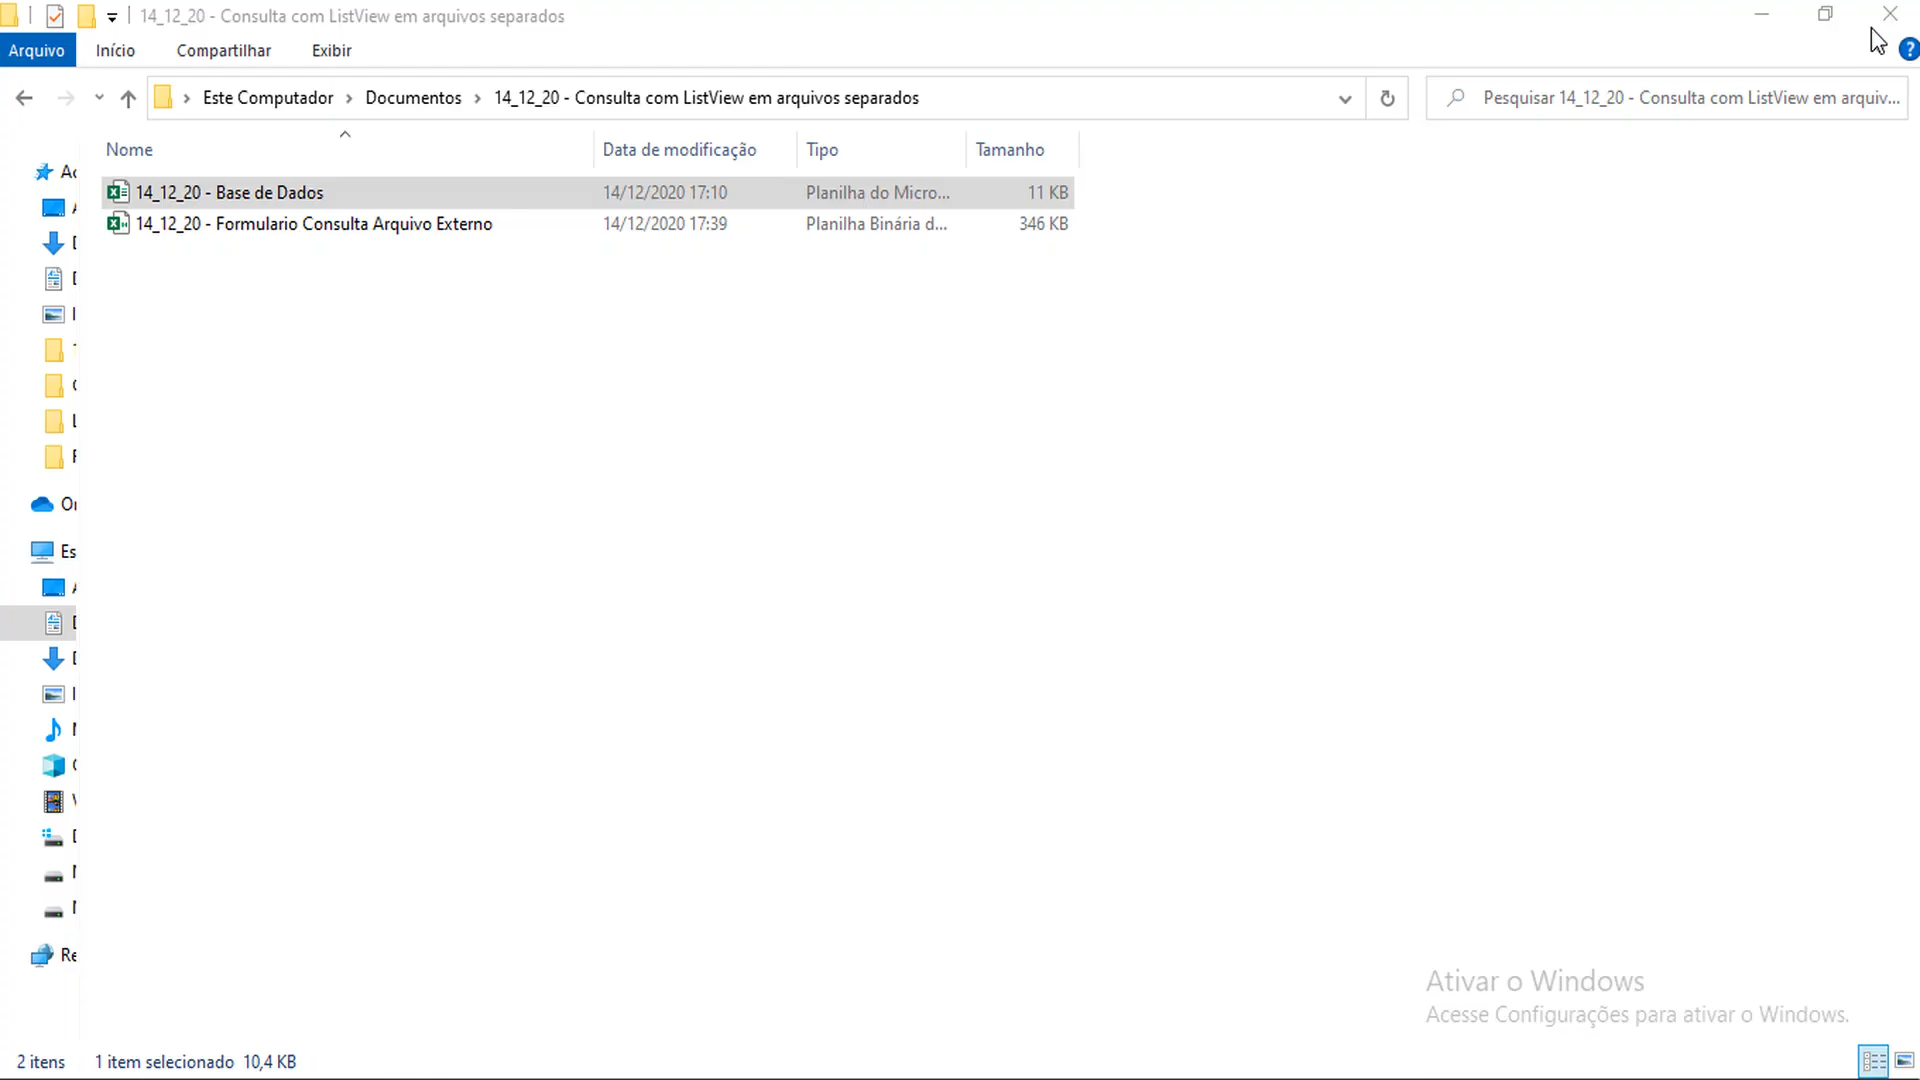 14_12_20 - Consulta com ListView em arquivos separados
Arquivo Início Compartilhar Exibir
Este Computador Documentos 14_12_20 - Consulta com ListView em arquivos separados
Pesquisar 14_12_20 - Consulta com ListView em arquiv...
Nome Data de modificação Tipo Tamanho
14_12_20 - Base de Dados 14/12/2020 17:10 Planilha do Micro... 11 KB
14_12_20 - Formulario Consulta Arquivo Externo 14/12/2020 17:39 Planilha Binária d... 346 KB
Es
Re
Ativar o Windows
Acesse Configurações para ativar o Windows.
2 itens 1 item selecionado 10,4 KB